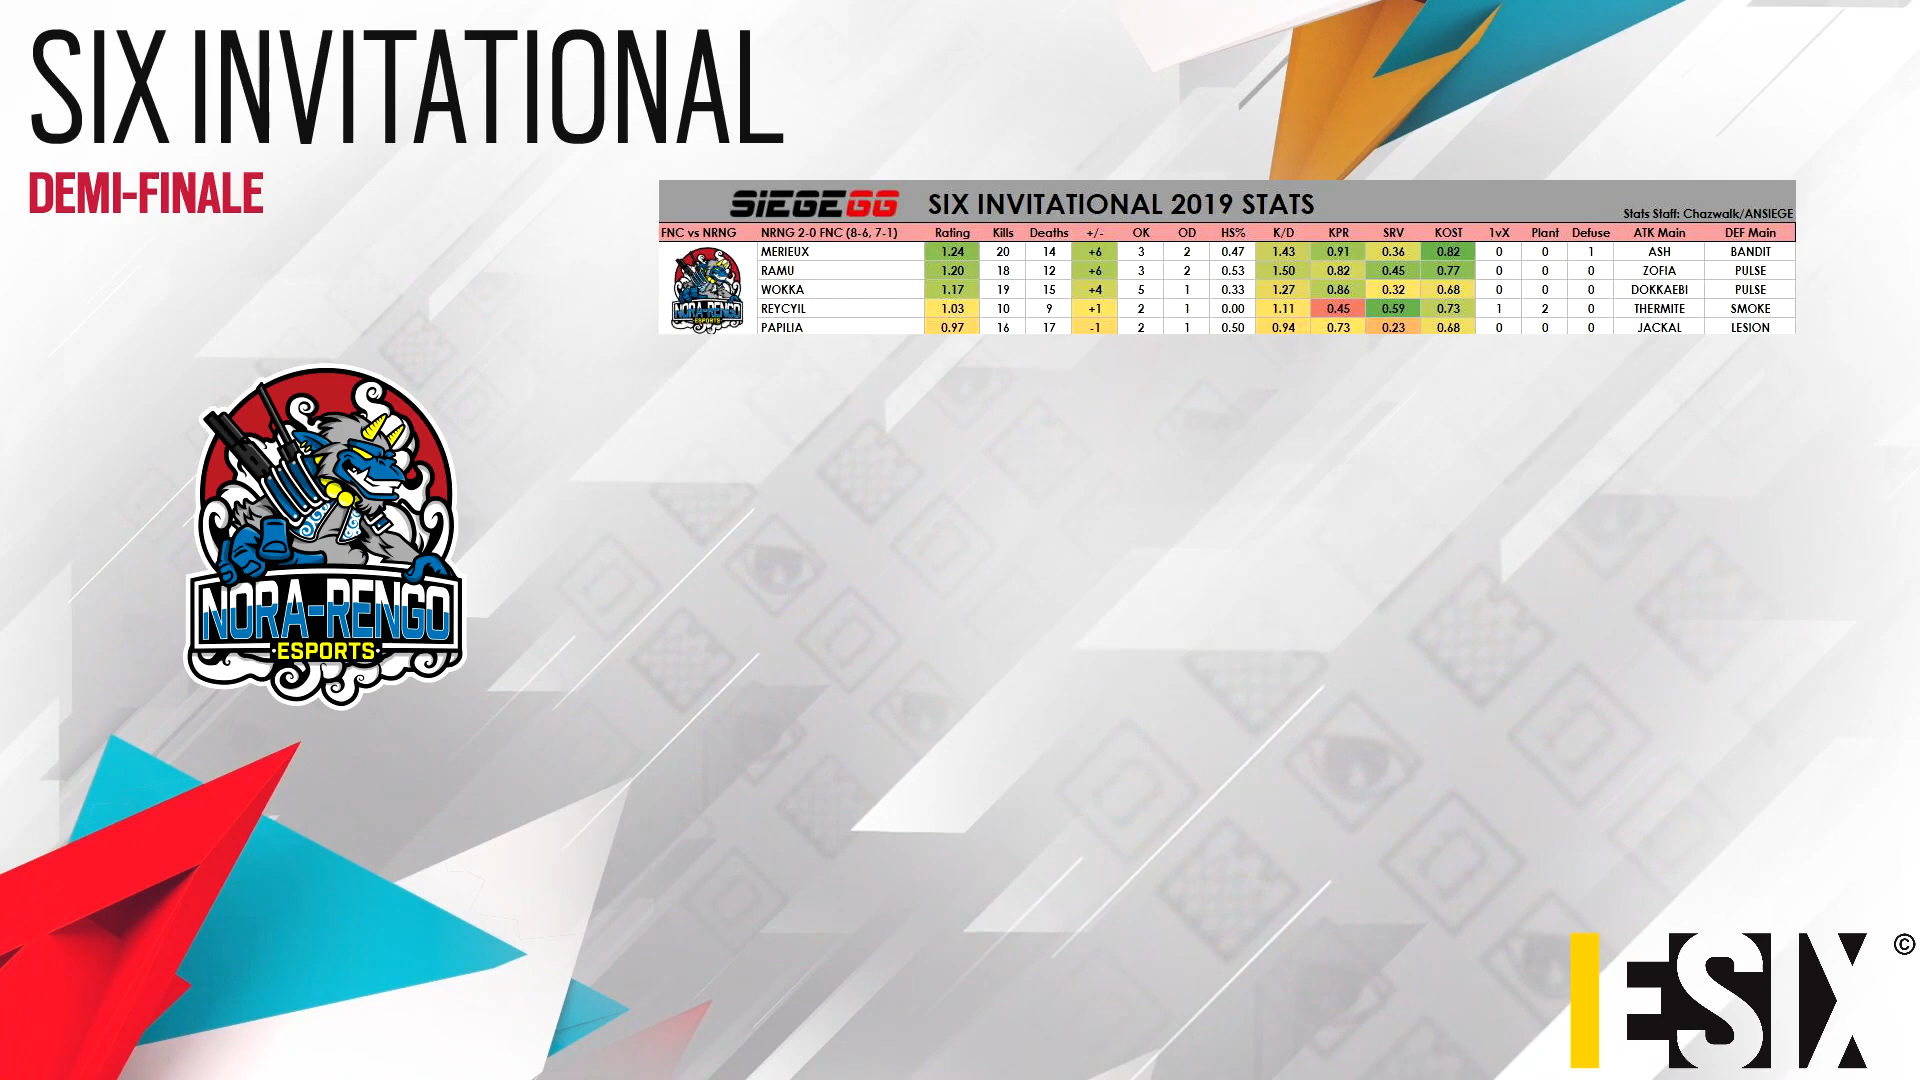 SIX INVITATIONAL
DEMI-FINALE
SIEGEGG SIX INVITATIONAL 2019 STATS Stats Staff: Chazwalk/ANSIEGE
FNC vs NRNG NRNG 2-0 FNC (8-6, 7-1) Rating Kills Deaths +/- OK OD HS% K/D KPR SRV KOST 1vX Plant Defuse ATK Main DEF Main
MERIEUX 1.24 20 14 +6 3 2 0.47 1.43 0.91 0.36 0.82 0 0 1 ASH BANDIT
RAMU 1.20 18 12 +6 3 2 0.53 1.50 0.82 0.45 0.77 0 0 0 ZOFIA PULSE
WOKKA 1.17 19 15 +4 5 1 0.33 1.27 0.86 0.32 0.68 0 0 0 DOKKAEBI PULSE
REYCYIL 1.03 10 9 +1 2 1 0.00 1.11 0.45 0.59 0.73 1 2 0 THERMITE SMOKE
PAPILIA 0.97 16 17 -1 2 1 0.50 0.94 0.73 0.23 0.68 0 0 0 JACKAL LESION
NORA-RENGO
ESPORTS
NORA-RENGO
·ESPORTS·
ESIX ©